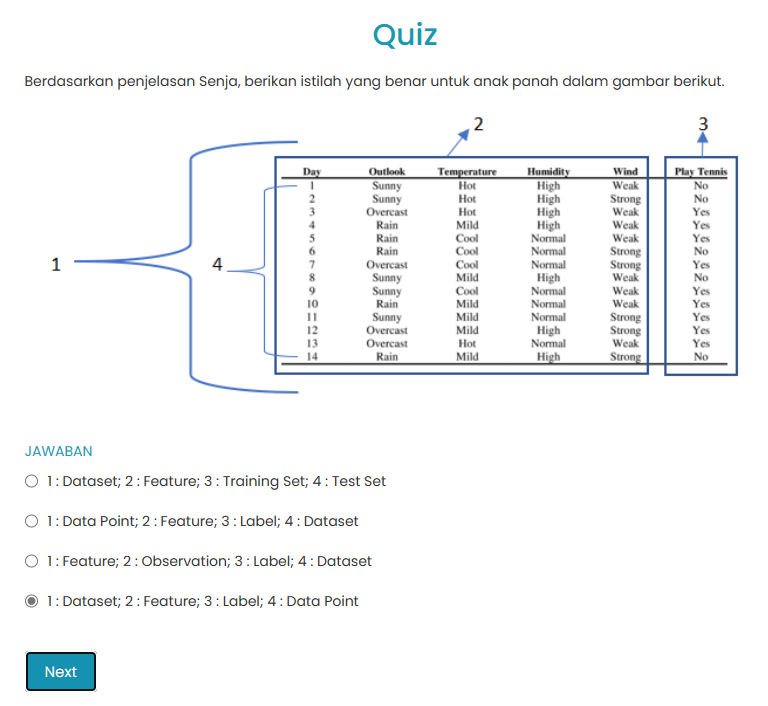 Quiz
Berdasarkan penjelasan Senja, berikan istilah yang benar untuk anak panah dalam gambar berikut.
2
3
Day Outlook Temperature Humidity Wind Play Tennis
1 Sunny Hot High Weak No
2 Sunny Hot High Strong No
3 Overcast Hot High Weak Yes
4 Rain Mild High Weak Yes
5 Rain Cool Normal Weak Yes
6 Rain Cool Normal Strong No
7 Overcast Cool Normal Strong Yes
8 Sunny Mild High Weak No
9 Sunny Cool Normal Weak Yes
10 Rain Mild Normal Weak Yes
11 Sunny Mild Normal Strong Yes
12 Overcast Mild High Strong Yes
13 Overcast Hot Normal Weak Yes
14 Rain Mild High Strong No
1
4
JAWABAN
1 : Dataset; 2 : Feature; 3 : Training Set; 4 : Test Set
1 : Data Point; 2 : Feature; 3 : Label; 4 : Dataset
1 : Feature; 2 : Observation; 3 : Label; 4 : Dataset
1 : Dataset; 2 : Feature; 3 : Label; 4 : Data Point
Next